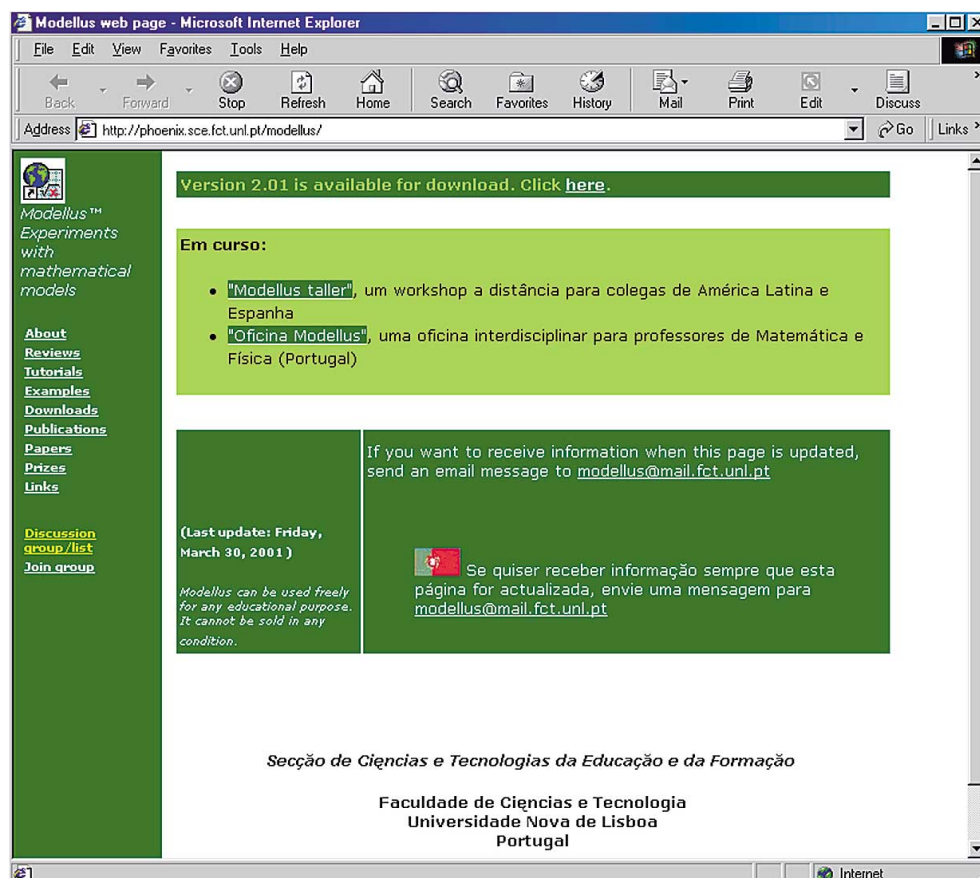 Modellus web page - Microsoft Internet Explorer
File Edit View Favorites Tools Help
Back Forward Stop Refresh Home Search Favorites History Mail Print Edit Discuss
Address http://phoenix.sce.fct.unl.pt/modellus/ Go Links
Modellus™
Experiments
with
mathematical
models
About
Reviews
Tutorials
Examples
Downloads
Publications
Papers
Prizes
Links
Discussion
group/list
Join group
Version 2.01 is available for download. Click here.
Em curso:
• "Modellus taller", um workshop a distância para colegas de América Latina e
Espanha
• "Oficina Modellus", uma oficina interdisciplinar para professores de Matemática e
Física (Portugal)
(Last update: Friday,
March 30, 2001)
Modellus can be used freely
for any educational purpose.
It cannot be sold in any
condition.
If you want to receive information when this page is updated,
send an email message to modellus@mail.fct.unl.pt
Se quiser receber informaçăo sempre que esta
página for actualizada, envie uma mensagem para
modellus@mail.fct.unl.pt
Secçăo de Cięncias e Tecnologias da Educaçăo e da Formaçăo
Faculdade de Cięncias e Tecnologia
Universidade Nova de Lisboa
Portugal
Internet